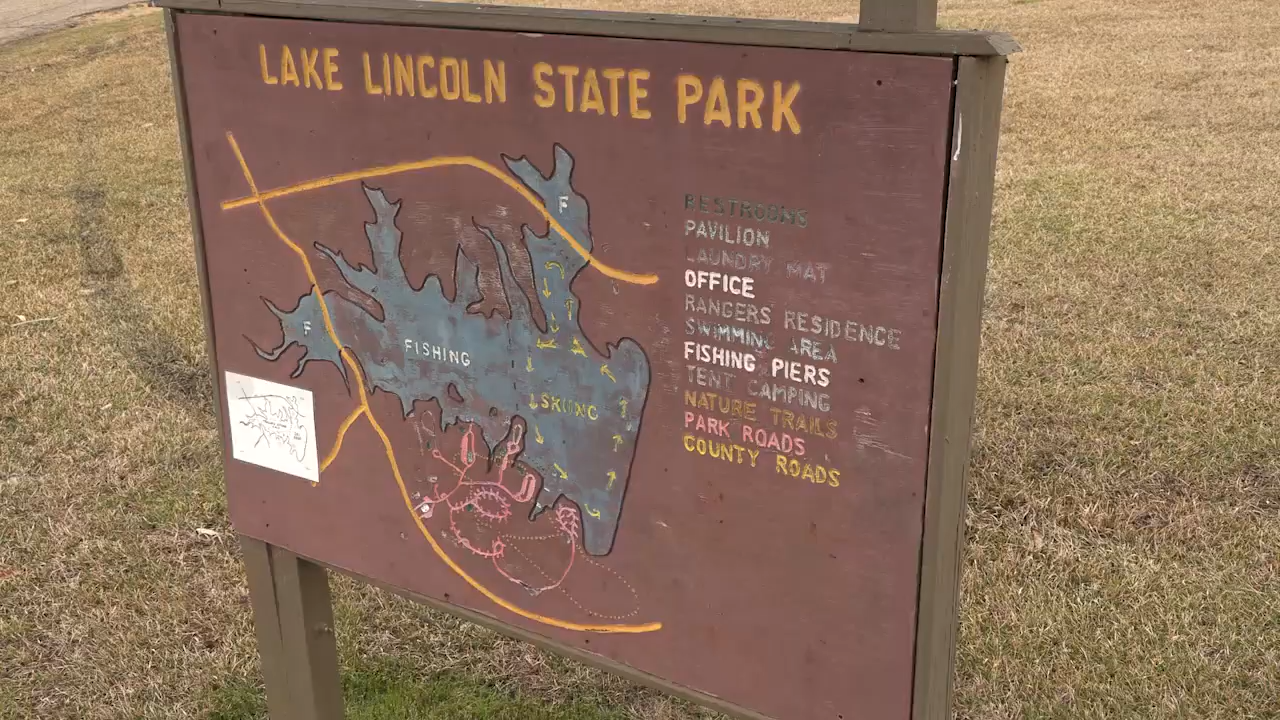 LAKE LINCOLN STATE PARK
F
F
FISHING
SKIING
RESTROOMS
PAVILION
LAUNDRY MAT
OFFICE
RANGERS RESIDENCE
SWIMMING AREA
FISHING PIERS
TENT CAMPING
NATURE TRAILS
PARK ROADS
COUNTY ROADS